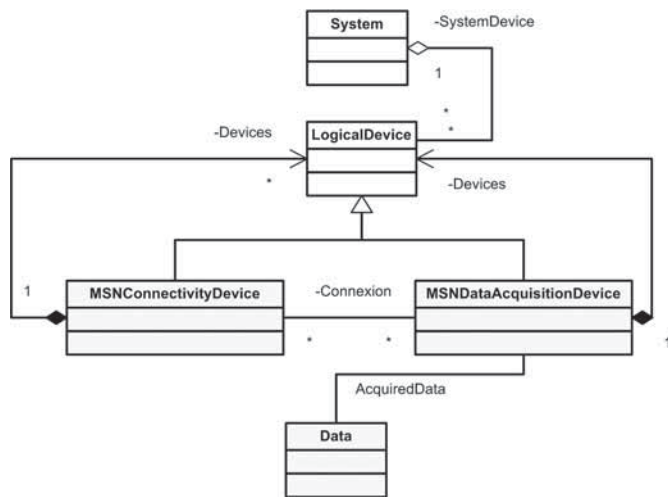 System
-SystemDevice
1
*
*
LogicalDevice
-Devices
*
-Devices
1
MSNConnectivityDevice
-Connexion
MSNDataAcquisitionDevice
*
*
1
AcquiredData
Data